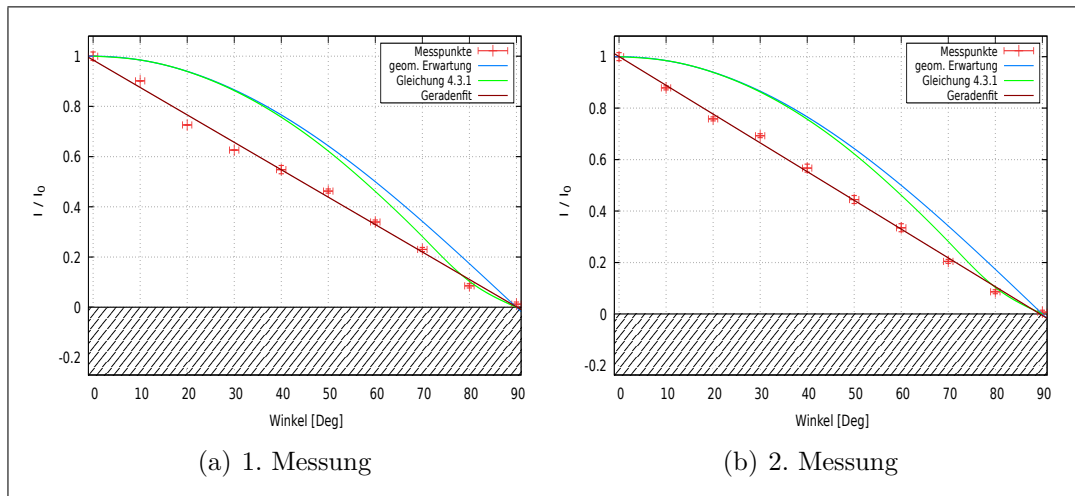 Messpunkte
geom. Erwartung
Gleichung 4.3.1
Geradenfit
1
0.8
0.6
0.4
0.2
0
-0.2
I / I₀
0 10 20 30 40 50 60 70 80 90
Winkel [Deg]
(a) 1. Messung
Messpunkte
geom. Erwartung
Gleichung 4.3.1
Geradenfit
1
0.8
0.6
0.4
0.2
0
-0.2
I / I₀
0 10 20 30 40 50 60 70 80 90
Winkel [Deg]
(b) 2. Messung